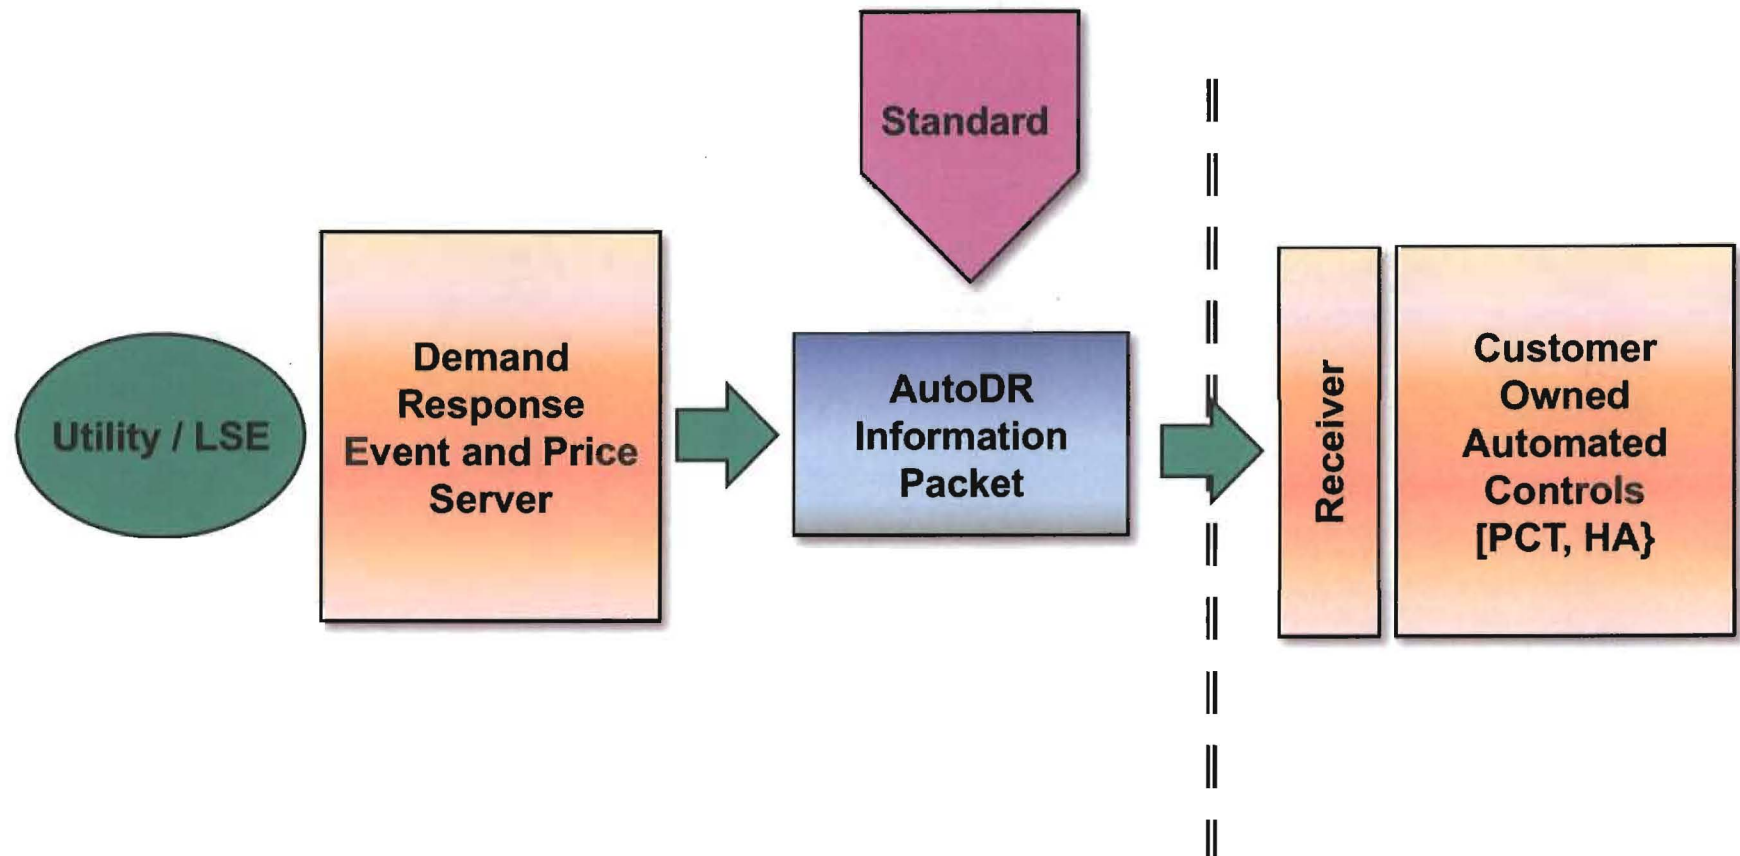 Standard
Utility / LSE
Demand
Response
Event and Price
Server
AutoDR
Information
Packet
Receiver
Customer
Owned
Automated
Controls
[PCT, HA}